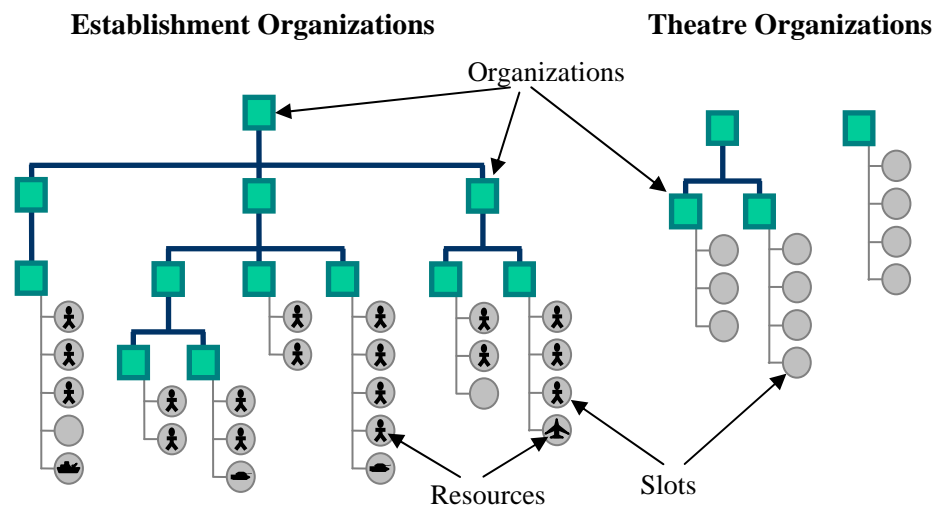 Establishment Organizations
Theatre Organizations
Organizations
Resources
Slots